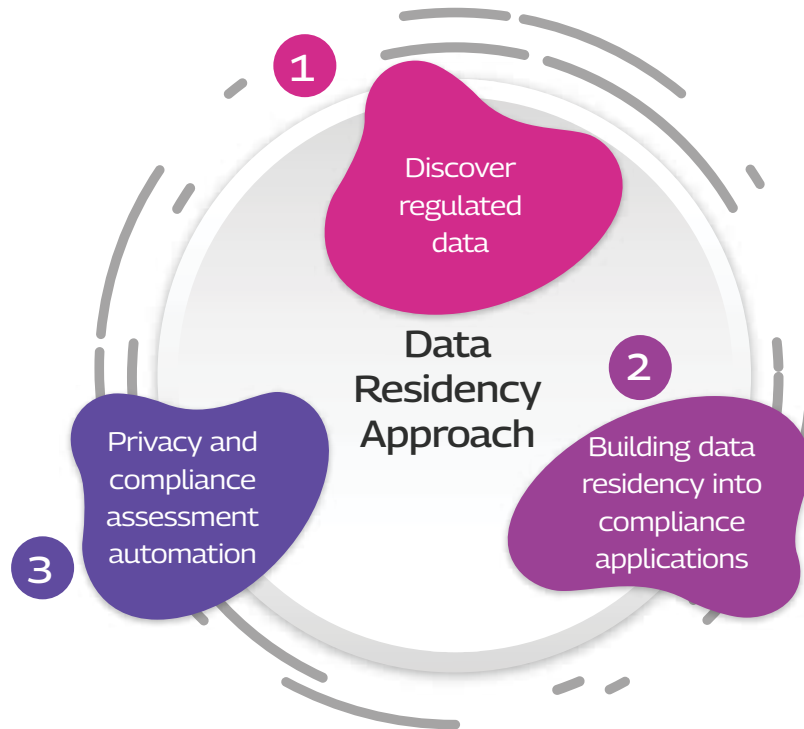 1
Discover
regulated
data
Data
Residency
Approach
2
Building data
residency into
compliance
applications
3
Privacy and
compliance
assessment
automation